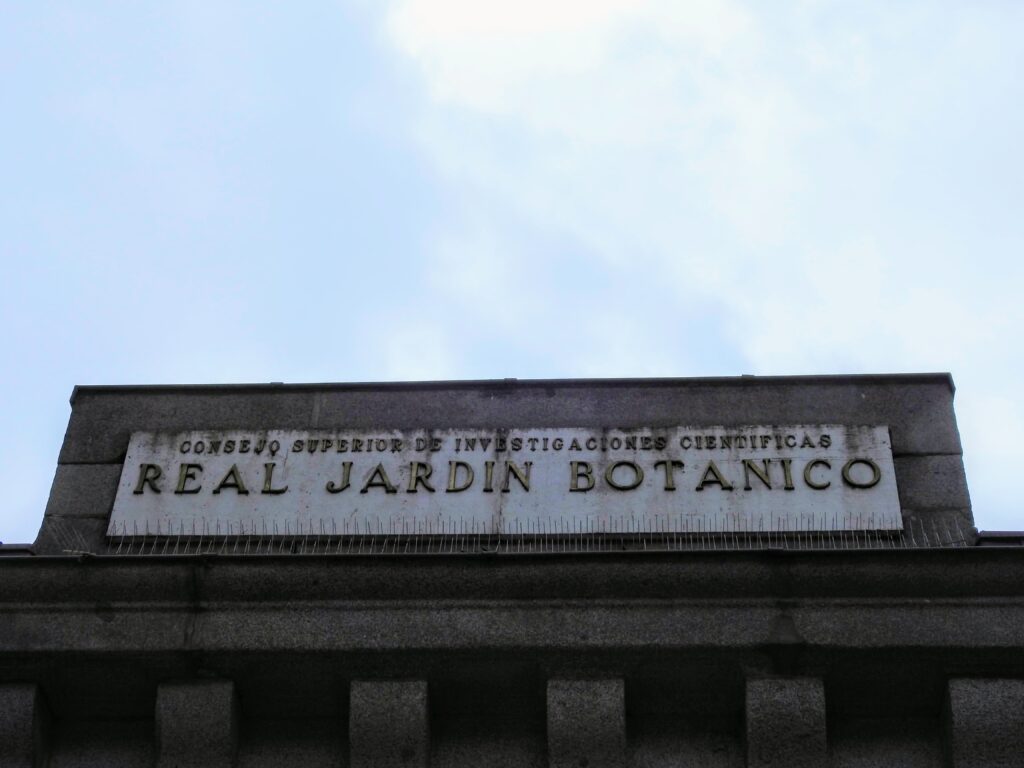 CONSEJO SUPERIOR DE INVESTIGACIONES CIENTIFICAS
REAL JARDIN BOTANICO